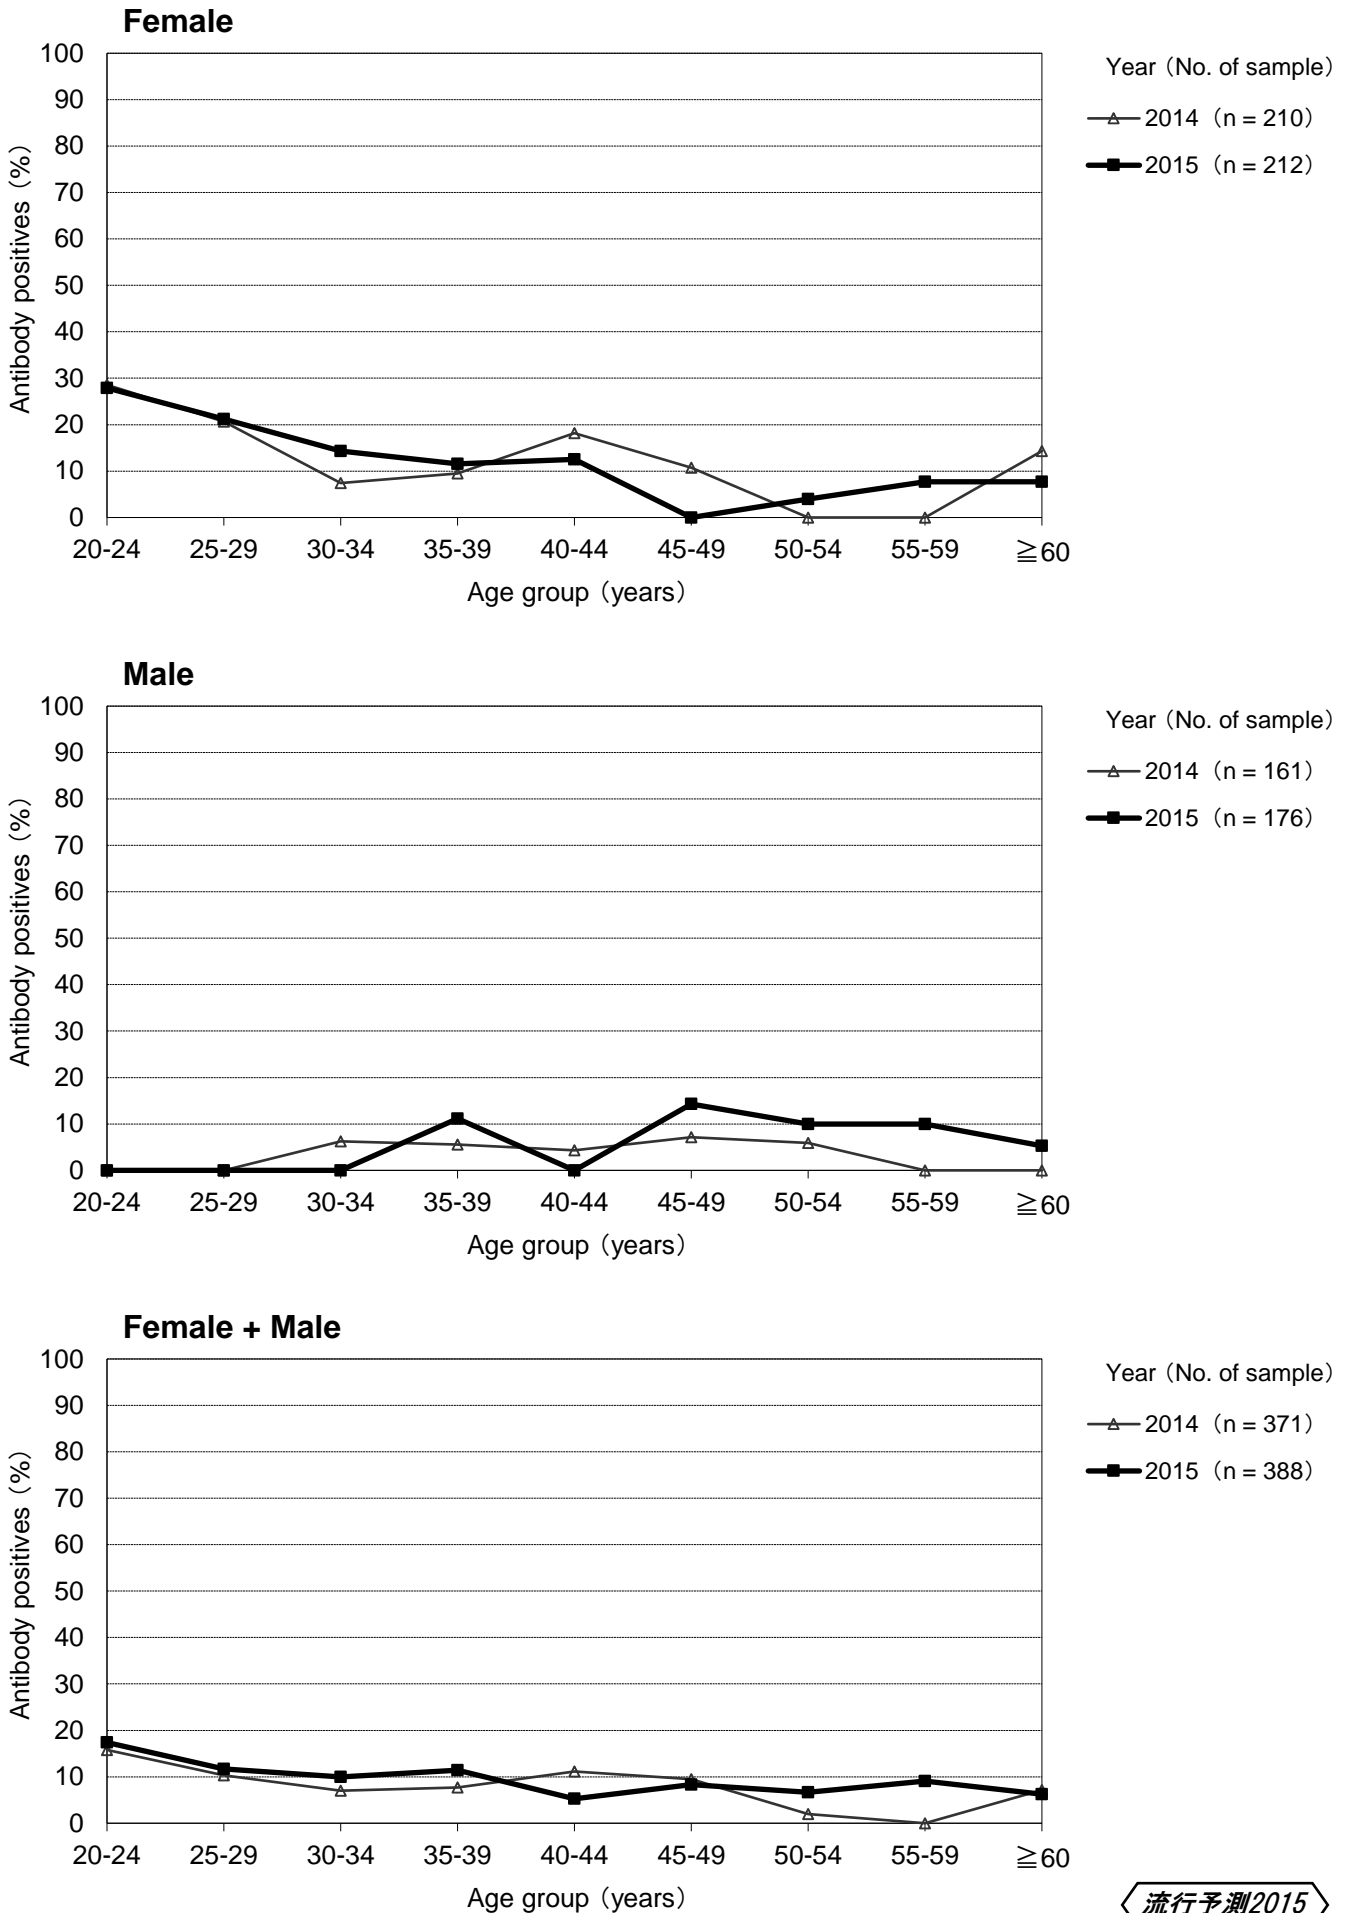 Female
Year（No. of sample）
2014（n = 210）
2015（n = 212）
Antibody positives（%）
100
90
80
70
60
50
40
30
20
10
0
20-24 25-29 30-34 35-39 40-44 45-49 50-54 55-59 ≧60
Age group（years）
Male
Year（No. of sample）
2014（n = 161）
2015（n = 176）
Antibody positives（%）
100
90
80
70
60
50
40
30
20
10
0
20-24 25-29 30-34 35-39 40-44 45-49 50-54 55-59 ≧60
Age group（years）
Female + Male
Year（No. of sample）
2014（n = 371）
2015（n = 388）
Antibody positives（%）
100
90
80
70
60
50
40
30
20
10
0
20-24 25-29 30-34 35-39 40-44 45-49 50-54 55-59 ≧60
Age group（years）
流行予測2015